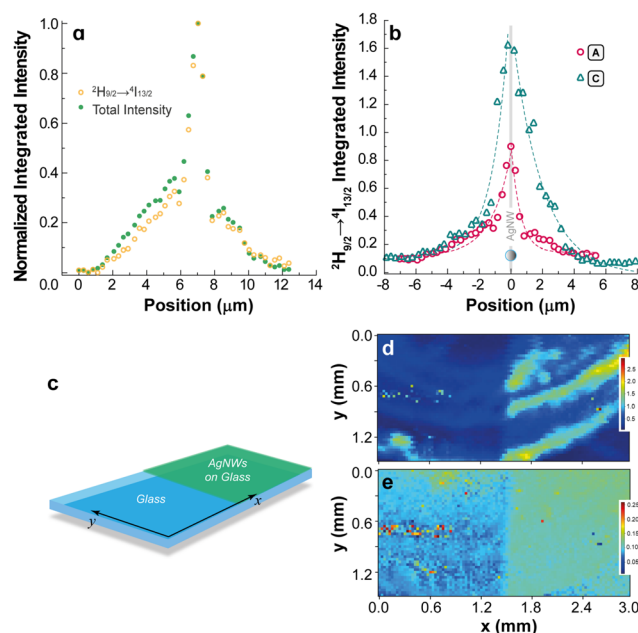 a
Normalized Integrated Intensity
1.0
0.8
0.6
0.4
0.2
0.0
²H₉/₂→⁴I₁₃/₂
Total Intensity
0 2 4 6 8 10 12 14
Position (μm)
b
²H₉/₂→⁴I₁₃/₂ Integrated Intensity
1.8
1.6
1.4
1.2
1.0
0.8
0.6
0.4
0.2
0.0
A
C
AgNW
-8 -6 -4 -2 0 2 4 6 8
Position (μm)
c
Glass
AgNWs
on Glass
y
x
d
y (mm)
0.0
0.6
1.2
2.5
2.0
1.5
1.0
0.5
e
y (mm)
0.0
0.6
1.2
0.25
0.20
0.15
0.10
0.05
0.0 0.6 1.2 1.8 2.4 3.0
x (mm)